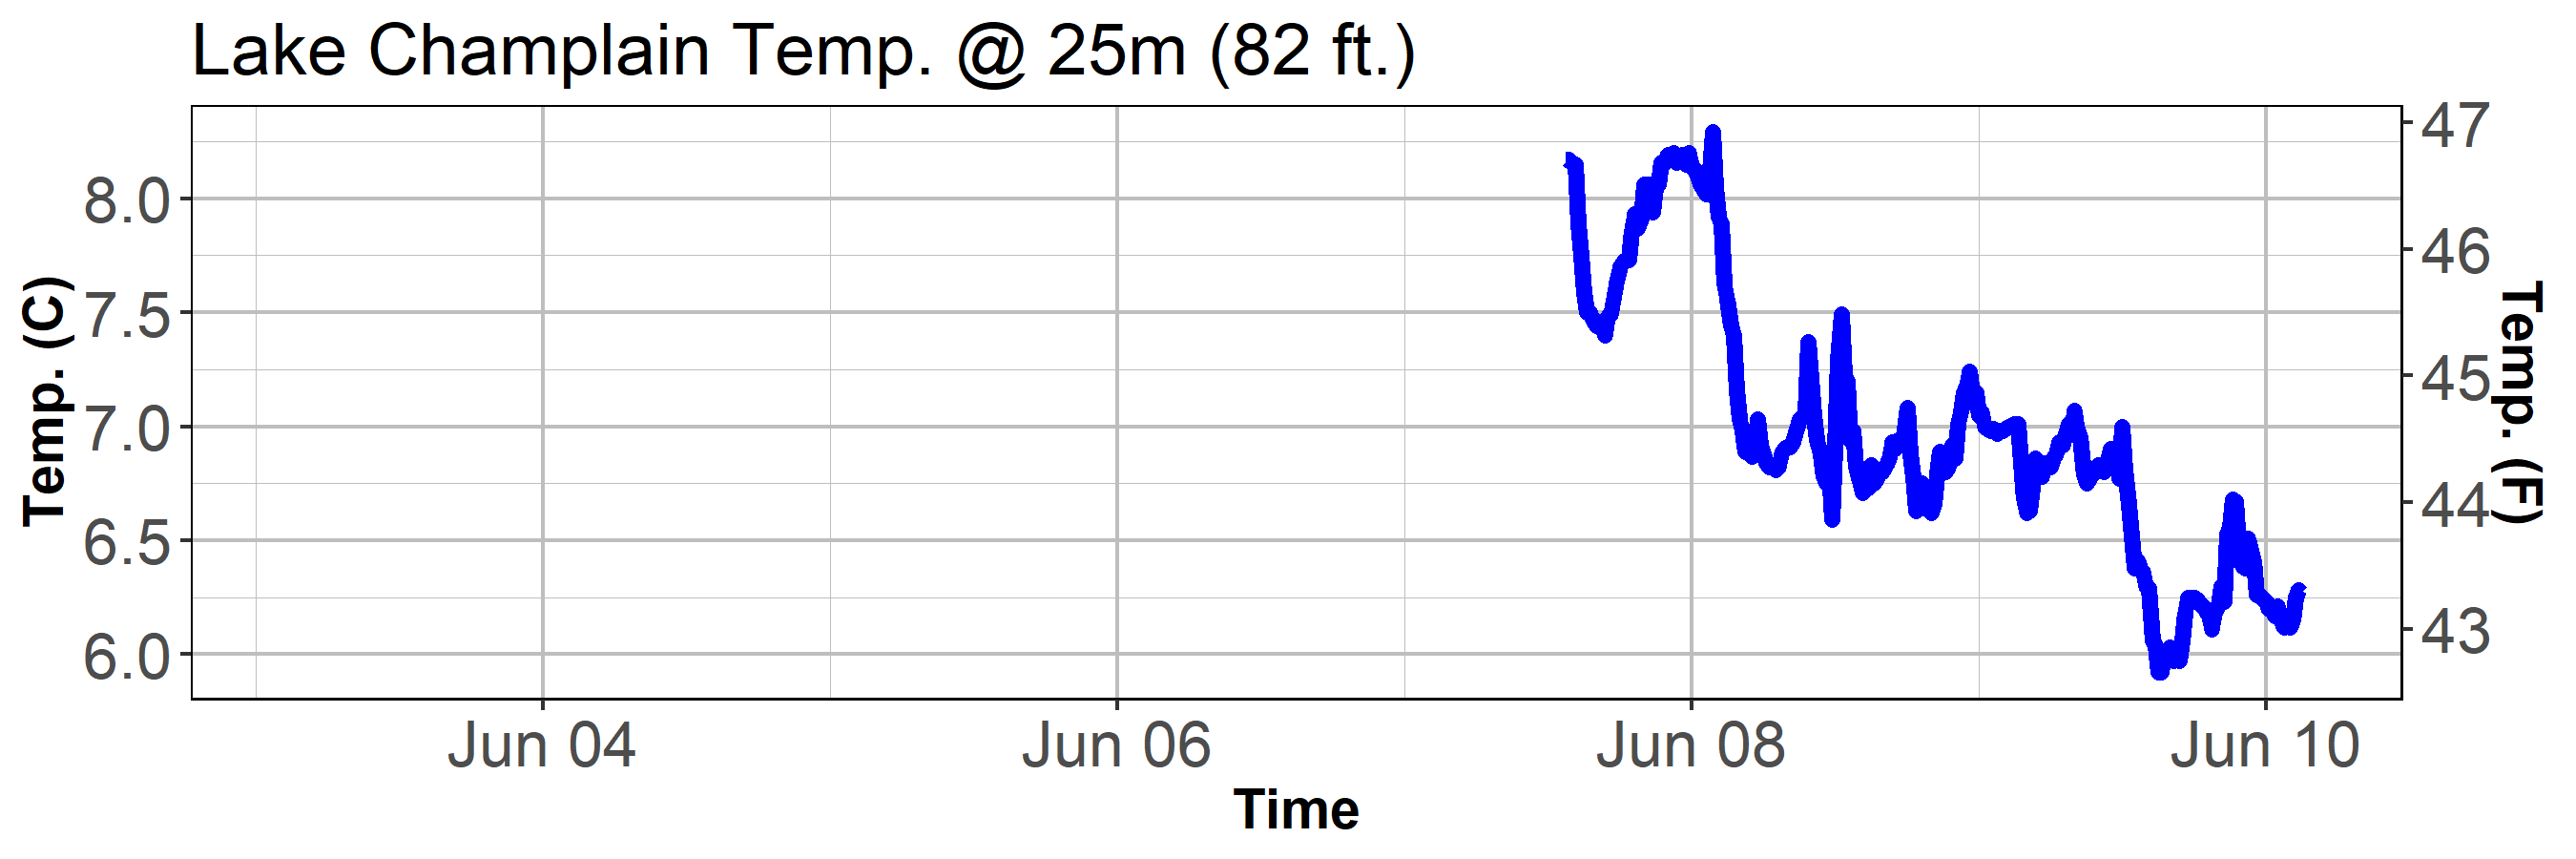 Lake Champlain Temp. @ 25m (82 ft.)
Temp. (C)
8.0
7.5
7.0
6.5
6.0
47
46
45
44
43
Temp. (F)
Jun 04 Jun 06 Jun 08 Jun 10
Time